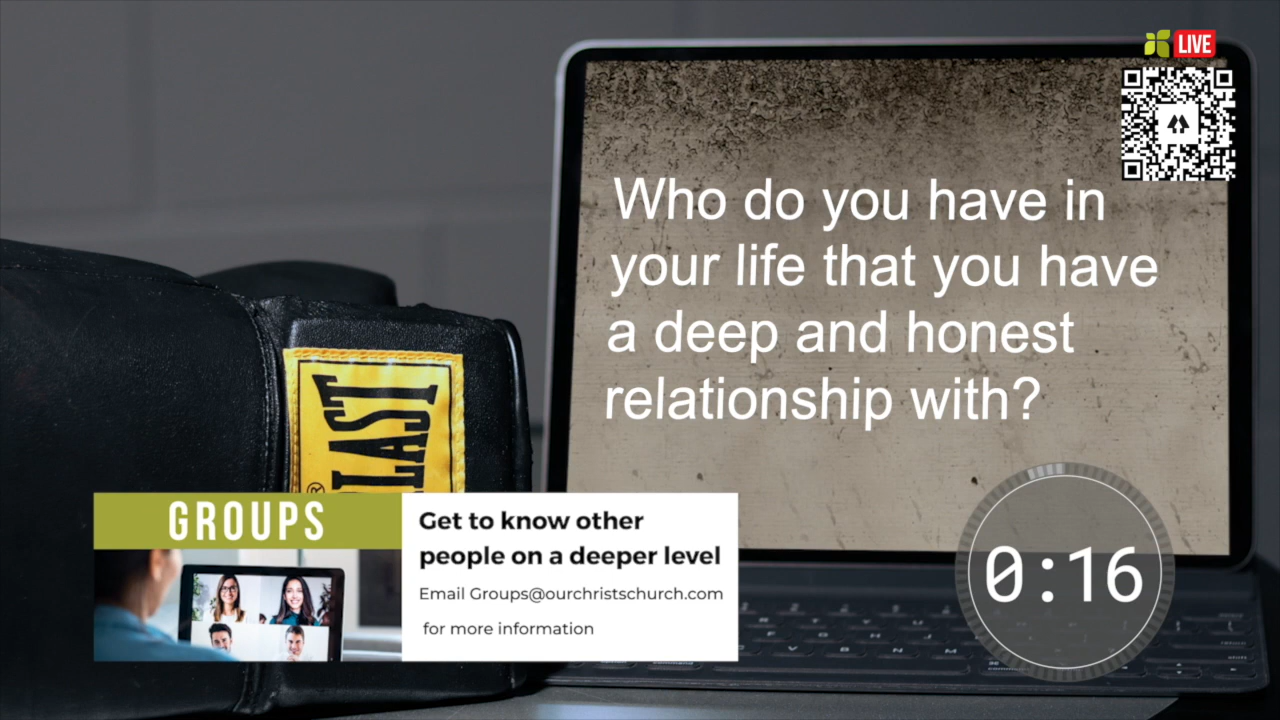 LIVE
Who do you have in
your life that you have
a deep and honest
relationship with?
LAST
®
GROUPS
Get to know other
people on a deeper level
Email Groups@ourchristschurch.com
for more information
0:16